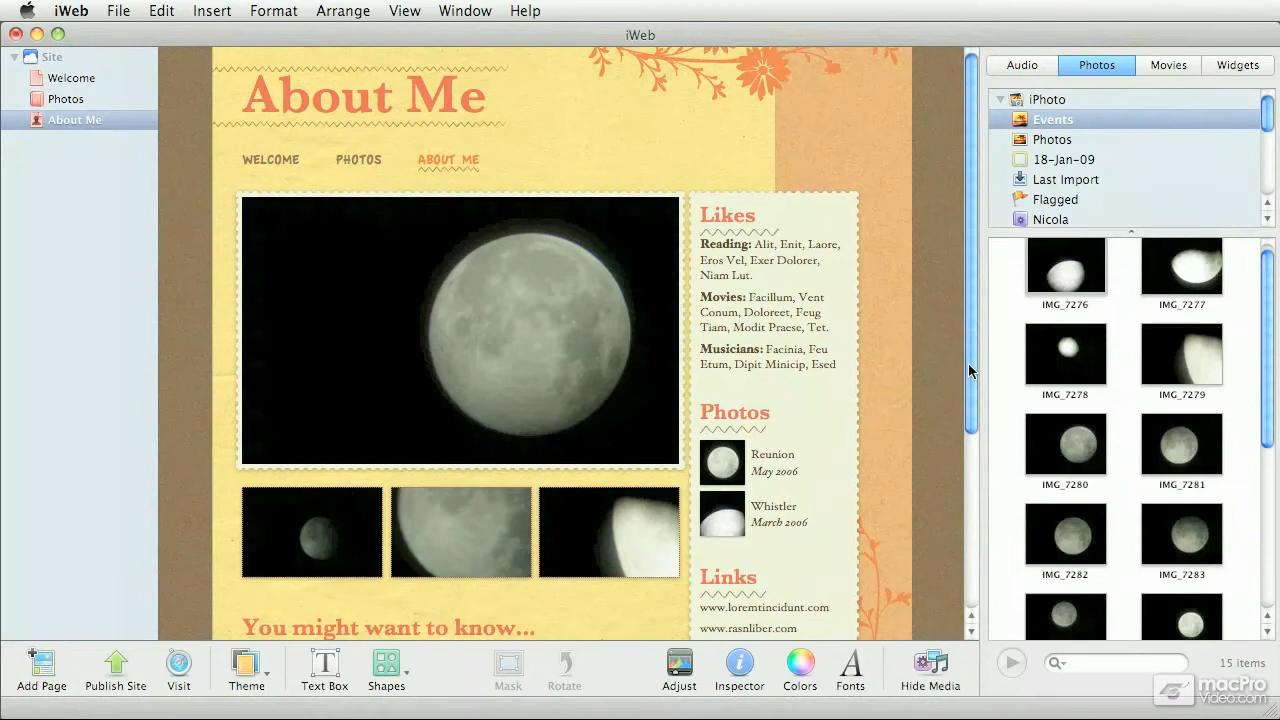 iWeb File Edit Insert Format Arrange View Window Help
iWeb
Site
Welcome
Photos
About Me
About Me
WELCOME PHOTOS ABOUT ME
Likes
Reading: Alit, Enit, Laore,
Eros Vel, Exer Dolorer,
Niam Lut.
Movies: Facillum, Vent
Conum, Doloreet, Feug
Tiam, Modit Praese, Tet.
Musicians: Facinia, Feu
Etum, Dipit Minicip, Esed
Photos
Reunion
May 2006
Whistler
March 2006
Links
www.loremtincidunt.com
www.rasnliber.com
You might want to know...
Audio Photos Movies Widgets
iPhoto
Events
Photos
18-Jan-09
Last Import
Flagged
Nicola
IMG_7276 IMG_7277
IMG_7278 IMG_7279
IMG_7280 IMG_7281
IMG_7282 IMG_7283
Add Page Publish Site Visit Theme Text Box Shapes Mask Rotate Adjust Inspector Colors Fonts Hide Media
15 items
macPro
Video.com